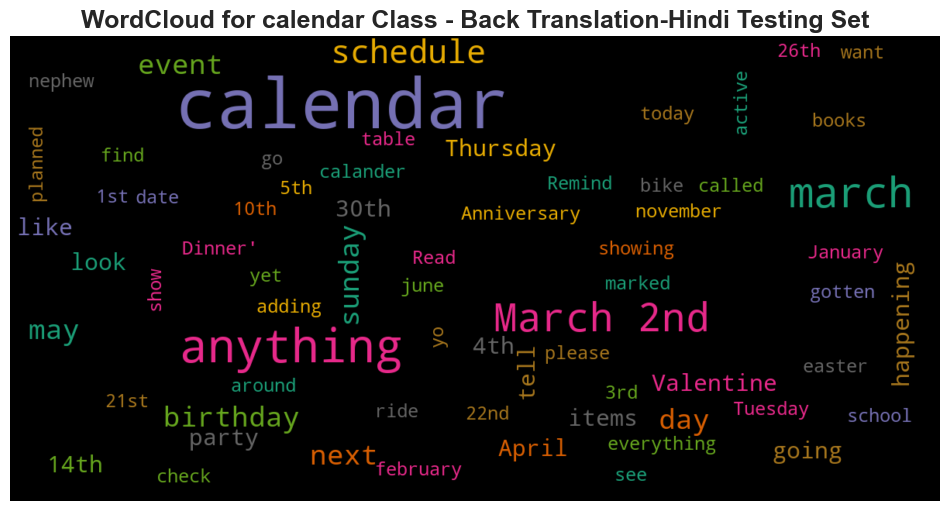 WordCloud for calendar Class - Back Translation-Hindi Testing Set
schedule
26th
want
event
nephew
calendar
active
today
books
table
Thursday
planned
find
go
calander
5th
Remind
bike
called
march
1st
date
10th
30th
Anniversary
november
like
Dinner'
sunday
Read
showing
January
look
show
yet
june
marked
gotten
happening
adding
March 2nd
may
anything
yo
4th
tell
please
easter
around
3rd
Valentine
21st
birthday
ride
22nd
items
day
Tuesday
school
party
next
April
everything
going
14th
check
february
see